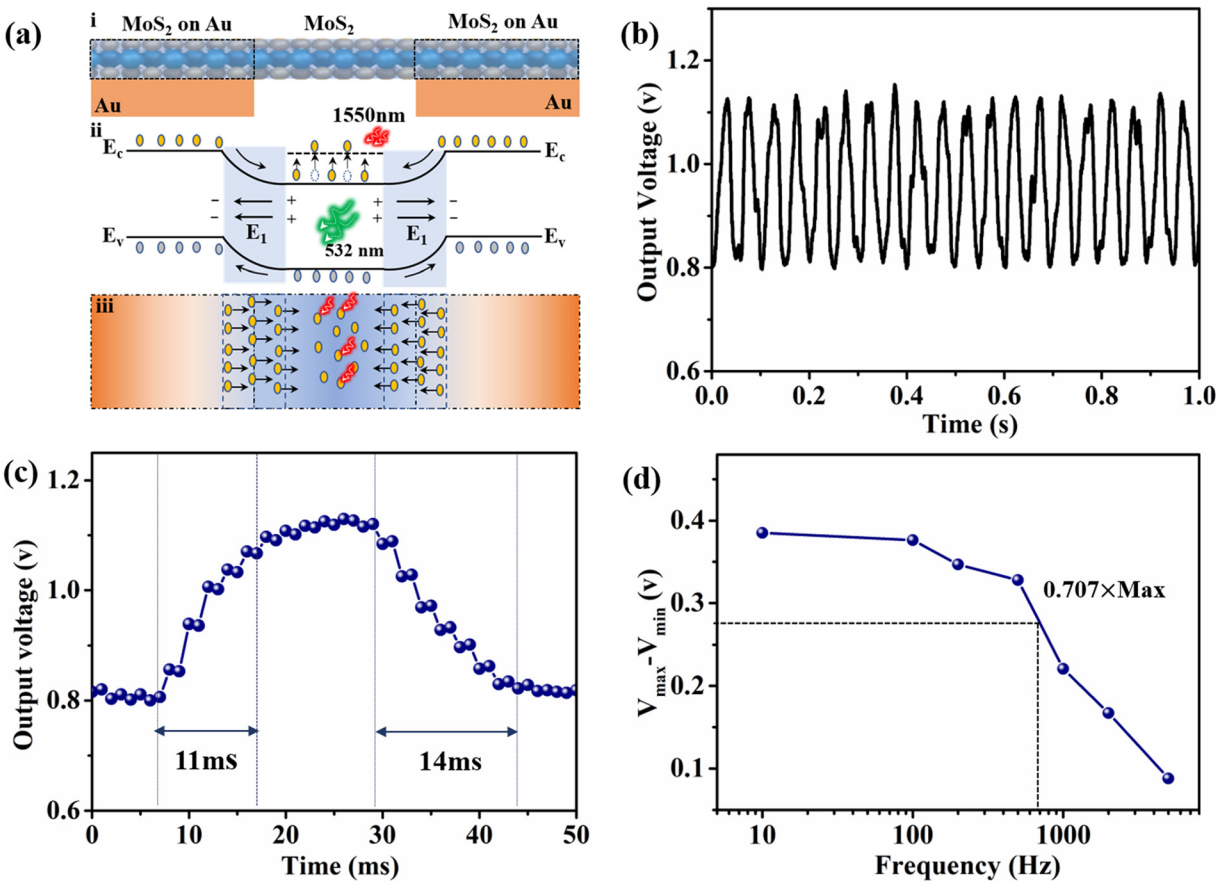 (a)
i
MoS2 on Au
MoS2
MoS2 on Au
Au
Au
1550nm
ii
Ec
Ec
− + + −
− + + −
E1
E1
532 nm
Ev
Ev
iii
(b)
Output Voltage (v)
1.2
1.0
0.8
0.6
0.0 0.2 0.4 0.6 0.8 1.0
Time (s)
(c)
Output voltage (v)
1.2
1.0
0.8
0.6
11ms
14ms
0 10 20 30 40 50
Time (ms)
(d)
Vmax-Vmin (v)
0.4
0.3
0.2
0.1
0.707×Max
10 100 1000
Frequency (Hz)